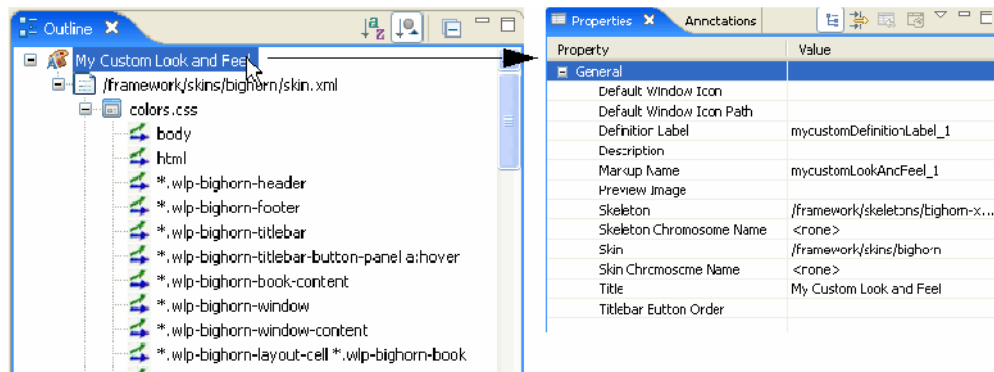 Outline
My Custom Look and Feel
/framework/skins/bighorn/skin.xml
colors.css
body
html
*.wlp-bighorn-header
*.wlp-bighorn-footer
*.wlp-bighorn-titlebar
*.wlp-bighorn-titlebar-button-panel a:hover
*.wlp-bighorn-book-content
*.wlp-bighorn-window
*.wlp-bighorn-window-content
*.wlp-bighorn-layout-cell *.wlp-bighorn-book
Properties Annotations
Property Value
General
Default Window Icon
Default Window Icon Path
Definition Label mycustomDefinitionLabel_1
Description
Markup Name mycustomLookAndFeel_1
Preview Image
Skeleton /framework/skeletons/bighorn-x...
Skeleton Chromosome Name <none>
Skin /framework/skins/bighorn
Skin Chromosome Name <none>
Title My Custom Look and Feel
Titlebar Button Order